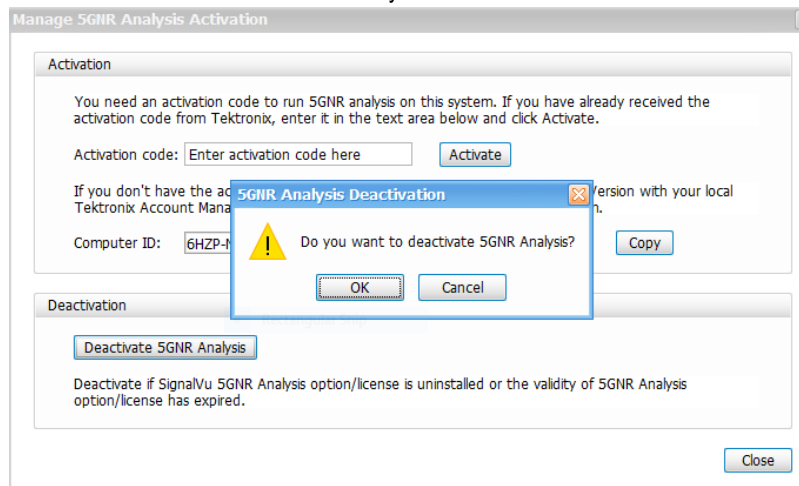 Manage 5GNR Analysis Activation
Activation
You need an activation code to run 5GNR analysis on this system. If you have already received the
activation code from Tektronix, enter it in the text area below and click Activate.
Activation code: Enter activation code here Activate
If you don't have the ac
Version with your local
Tektronix Account Mana
Computer ID: 6HZP- Copy
5GNR Analysis Deactivation
Do you want to deactivate 5GNR Analysis?
OK Cancel
Deactivation
Deactivate 5GNR Analysis
Deactivate if SignalVu 5GNR Analysis option/license is uninstalled or the validity of 5GNR Analysis
option/license has expired.
Close